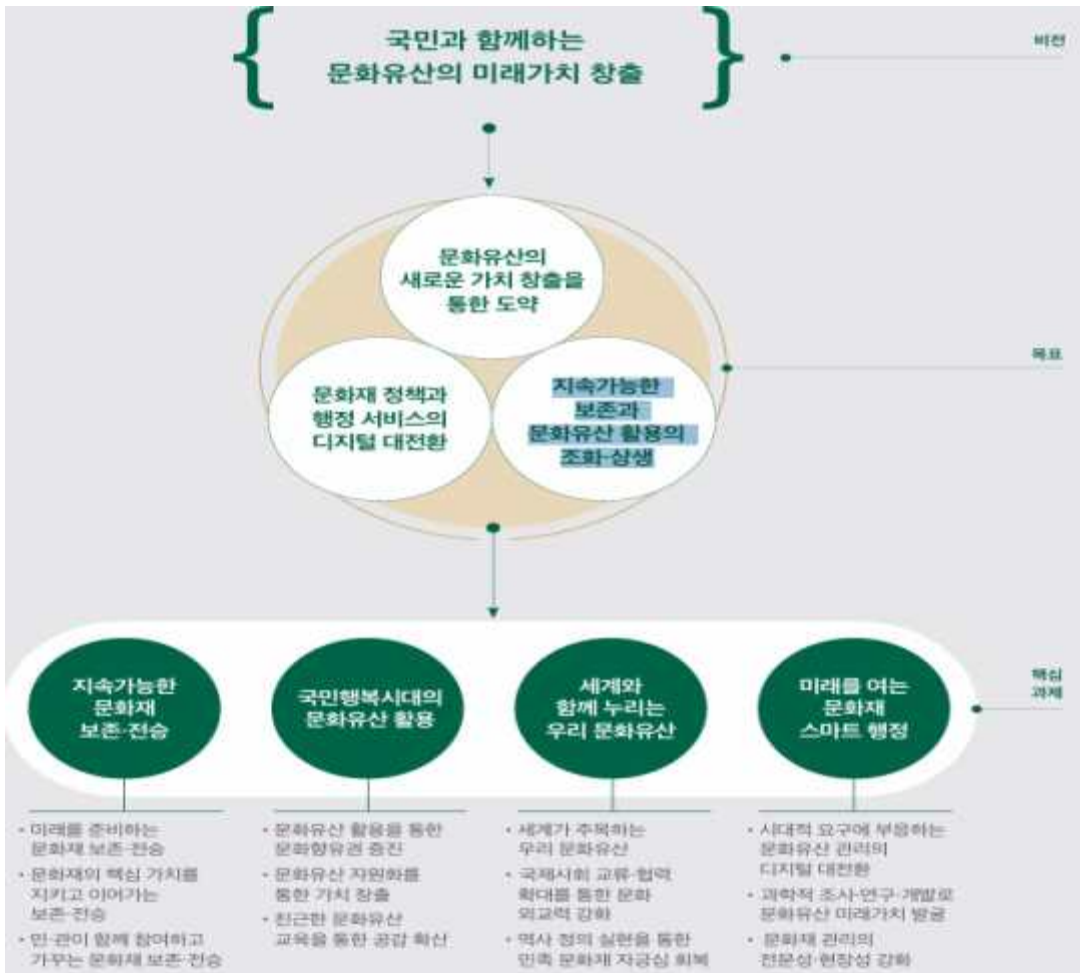 국민과 함께하는
문화유산의 미래가치 창출
비전
문화유산의
새로운 가치 창출을
통한 도약
목표
문화재 정책과
행정 서비스의
디지털 대전환
지속가능한
보존과
문화유산 활용의
조화·상생
핵심
과제
지속가능한
문화재
보존·전승
국민행복시대의
문화유산 활용
세계와
함께 누리는
우리 문화유산
미래를 여는
문화재
스마트 행정
• 미래를 준비하는
문화재 보존·전승
• 문화재의 핵심 가치를
지키고 이어가는
보존·전승
• 민·관이 함께 참여하고
가꾸는 문화재 보존·전승
• 문화유산 활용을 통한
문화향유권 증진
• 문화유산 자원화를
통한 가치 창출
• 친근한 문화유산
교육을 통한 공감 확산
• 세계가 주목하는
우리 문화유산
• 국제사회 교류·협력
확대를 통한 문화
외교력 강화
• 역사 정의 실현을 통한
민족 문화재 자긍심 회복
• 시대적 요구에 부응하는
문화유산 관리의
디지털 대전환
• 과학적 조사·연구·개발로
문화유산 미래가치 발굴
• 문화재 관리의
전문성·현장성 강화